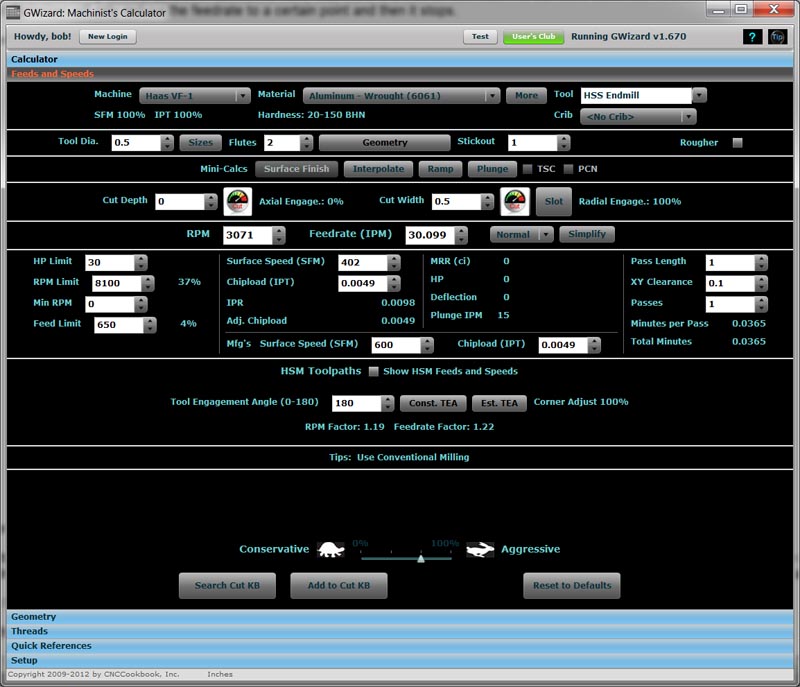 GWizard: Machinist's Calculator the feedrate to a certain point and then it stops.
Howdy, bob! New Login Test User's Club Running GWizard v1.670 ? Tip
Calculator
Feeds and Speeds
Machine Haas VF-1 Material Aluminum - Wrought (6061) More Tool HSS Endmill
SFM 100% IPT 100% Hardness: 20-150 BHN Crib <No Crib>
Tool Dia. 0.5 Sizes Flutes 2 Geometry Stickout 1 Rougher
Mini-Calcs Surface Finish Interpolate Ramp Plunge TSC PCN
Cut Depth 0 Cut Axial Engage.: 0% Cut Width 0.5 Cut Slot Radial Engage.: 100%
RPM 3071 Feedrate (IPM) 30.099 Normal Simplify
HP Limit 30 Surface Speed (SFM) 402 MRR (ci) 0 Pass Length 1
RPM Limit 8100 37% Chipload (IPT) 0.0049 HP 0 XY Clearance 0.1
Min RPM 0 IPR 0.0098 Deflection 0 Passes 1
Feed Limit 650 4% Adj. Chipload 0.0049 Plunge IPM 15 Minutes per Pass 0.0365
Mfg's Surface Speed (SFM) 600 Chipload (IPT) 0.0049 Total Minutes 0.0365
HSM Toolpaths Show HSM Feeds and Speeds
Tool Engagement Angle (0-180) 180 Const. TEA Est. TEA Corner Adjust 100%
RPM Factor: 1.19 Feedrate Factor: 1.22
Tips: Use Conventional Milling
Conservative 0% 100% Aggressive
Search Cut KB Add to Cut KB Reset to Defaults
Geometry
Threads
Quick References
Setup
Copyright 2009-2012 by CNCCookbook, Inc. Inches